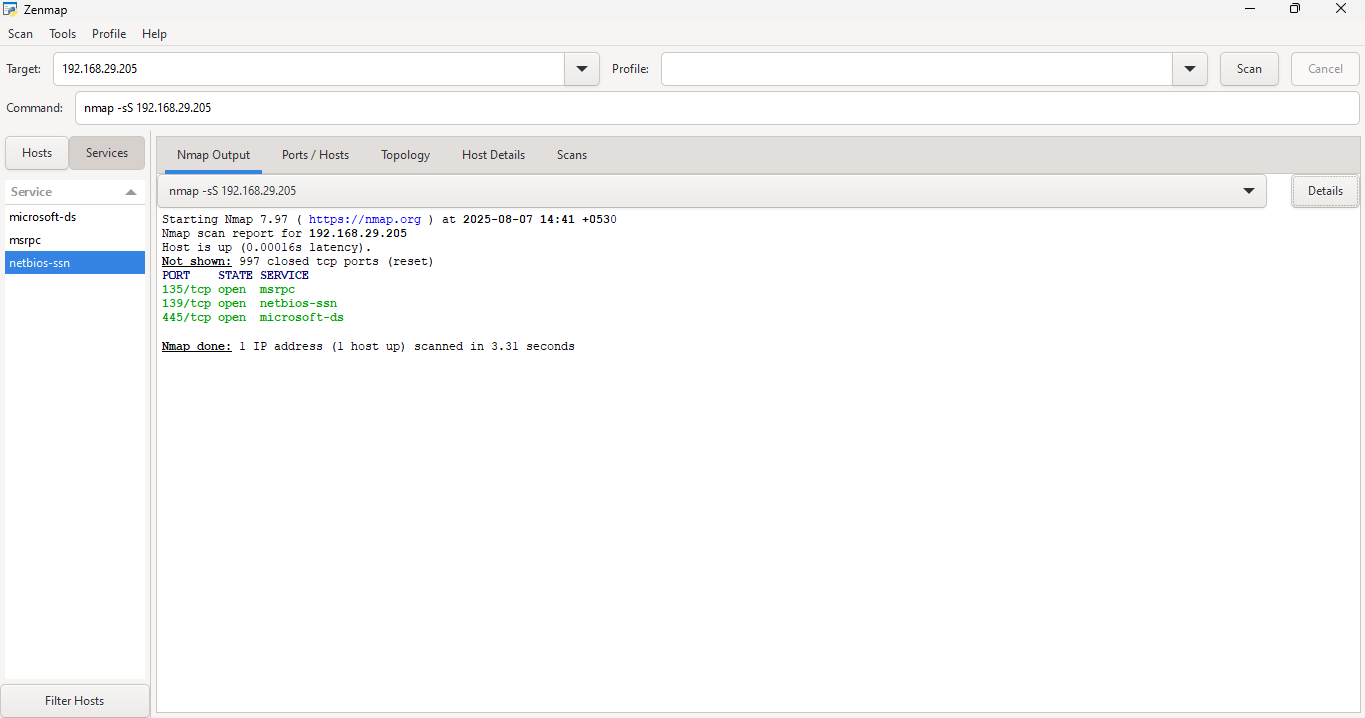 Zenmap
Scan Tools Profile Help
Target: 192.168.29.205 Profile: Scan Cancel
Command: nmap -sS 192.168.29.205
Hosts Services
Service
microsoft-ds
msrpc
netbios-ssn
Filter Hosts
Nmap Output Ports / Hosts Topology Host Details Scans
nmap -sS 192.168.29.205 Details
Starting Nmap 7.97 ( https://nmap.org ) at 2025-08-07 14:41 +0530
Nmap scan report for 192.168.29.205
Host is up (0.00016s latency).
Not shown: 997 closed tcp ports (reset)
PORT    STATE SERVICE
135/tcp open  msrpc
139/tcp open  netbios-ssn
445/tcp open  microsoft-ds
Nmap done: 1 IP address (1 host up) scanned in 3.31 seconds